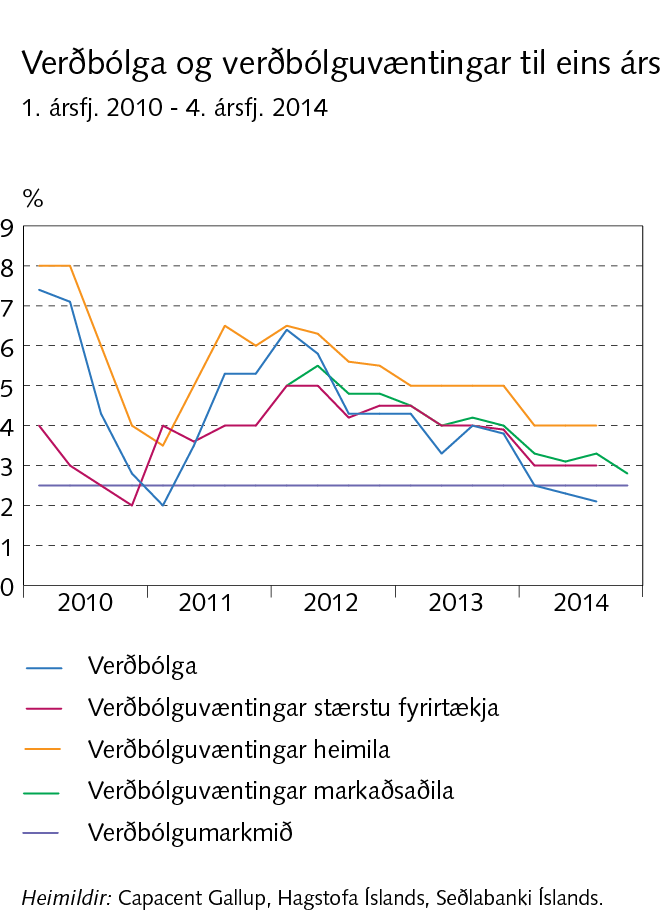 Verðbólga og verðbólguvæntingar til eins árs
1. ársfj. 2010 - 4. ársfj. 2014
%
9
8
7
6
5
4
3
2
1
0
2010 2011 2012 2013 2014
Verðbólga
Verðbólguvæntingar stærstu fyrirtækja
Verðbólguvæntingar heimila
Verðbólguvæntingar markaðsaðila
Verðbólgumarkmið
Heimildir: Capacent Gallup, Hagstofa Íslands, Seðlabanki Íslands.